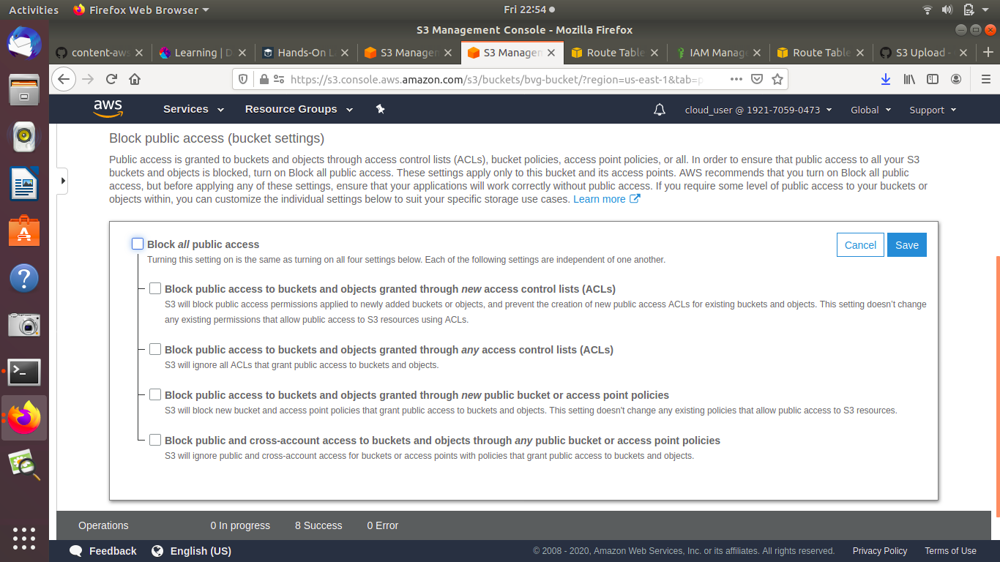 Activities
Firefox Web Browser
Fri 22:54
S3 Management Console - Mozilla Firefox
content-aws
Learning | D
Hands-On L
S3 Managem
S3 Managem
Route Table
IAM Manage
Route Table
S3 Upload -
https://s3.console.aws.amazon.com/s3/buckets/bvg-bucket/?region=us-east-1&tab=p
aws
Services
Resource Groups
cloud_user @ 1921-7059-0473
Global
Support
Block public access (bucket settings)
Public access is granted to buckets and objects through access control lists (ACLs), bucket policies, access point policies, or all. In order to ensure that public access to all your S3
buckets and objects is blocked, turn on Block all public access. These settings apply only to this bucket and its access points. AWS recommends that you turn on Block all public
access, but before applying any of these settings, ensure that your applications will work correctly without public access. If you require some level of public access to your buckets or
objects within, you can customize the individual settings below to suit your specific storage use cases. Learn more
Block all public access
Cancel
Save
Turning this setting on is the same as turning on all four settings below. Each of the following settings are independent of one another.
Block public access to buckets and objects granted through new access control lists (ACLs)
S3 will block public access permissions applied to newly added buckets or objects, and prevent the creation of new public access ACLs for existing buckets and objects. This setting doesn't change
any existing permissions that allow public access to S3 resources using ACLs.
Block public access to buckets and objects granted through any access control lists (ACLs)
S3 will ignore all ACLs that grant public access to buckets and objects.
Block public access to buckets and objects granted through new public bucket or access point policies
S3 will block new bucket and access point policies that grant public access to buckets and objects. This setting doesn't change any existing policies that allow public access to S3 resources.
Block public and cross-account access to buckets and objects through any public bucket or access point policies
S3 will ignore public and cross-account access for buckets or access points with policies that grant public access to buckets and objects.
Operations
0 In progress
8 Success
0 Error
Feedback
English (US)
© 2008 - 2020, Amazon Web Services, Inc. or its affiliates. All rights reserved.
Privacy Policy
Terms of Use